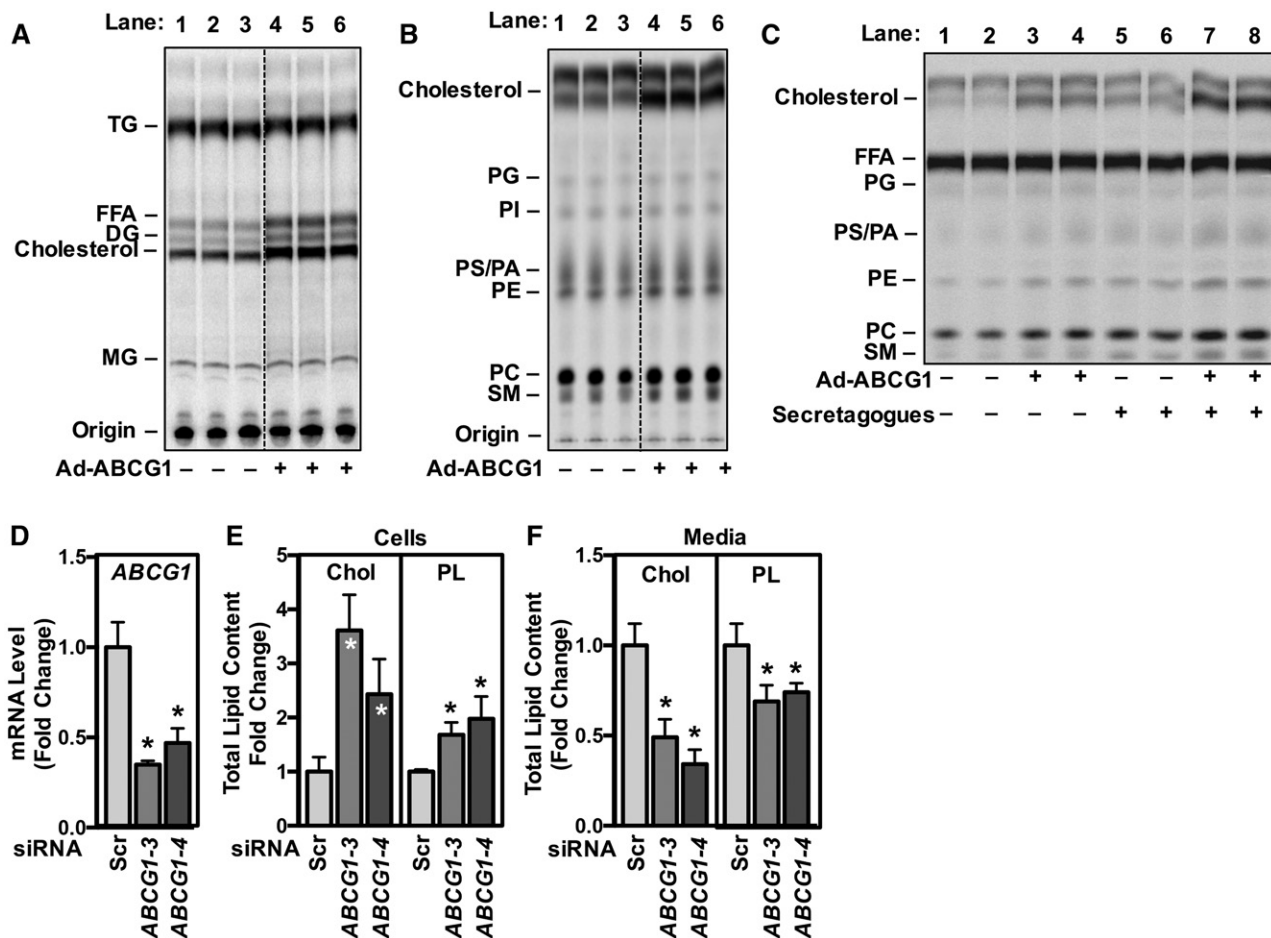 A
Lane: 1 2 3 4 5 6
TG –
FFA –
DG –
Cholesterol –
MG –
Origin –
Ad-ABCG1 – – – + + +
B
Lane: 1 2 3 4 5 6
Cholesterol –
PG –
PI –
PS/PA –
PE –
PC –
SM –
Origin –
Ad-ABCG1 – – – + + +
C
Lane:
1 2 3 4 5 6 7 8
Cholesterol –
FFA –
PG –
PS/PA –
PE –
PC –
SM –
Ad-ABCG1 – – + + – – + +
Secretagogues – – – – + + + +
D
ABCG1
mRNA Level
(Fold Change)
1.5
1.0
0.5
0.0
* *
siRNA
Scr
ABCG1-3
ABCG1-4
E
Cells
Chol PL
Total Lipid Content
Fold Change)
5
4
3
2
1
0
* * * *
siRNA
Scr
ABCG1-3
ABCG1-4
Scr
ABCG1-3
ABCG1-4
F
Media
Chol PL
Total Lipid Content
(Fold Change)
1.5
1.0
0.5
0.0
* * * *
siRNA
Scr
ABCG1-3
ABCG1-4
Scr
ABCG1-3
ABCG1-4